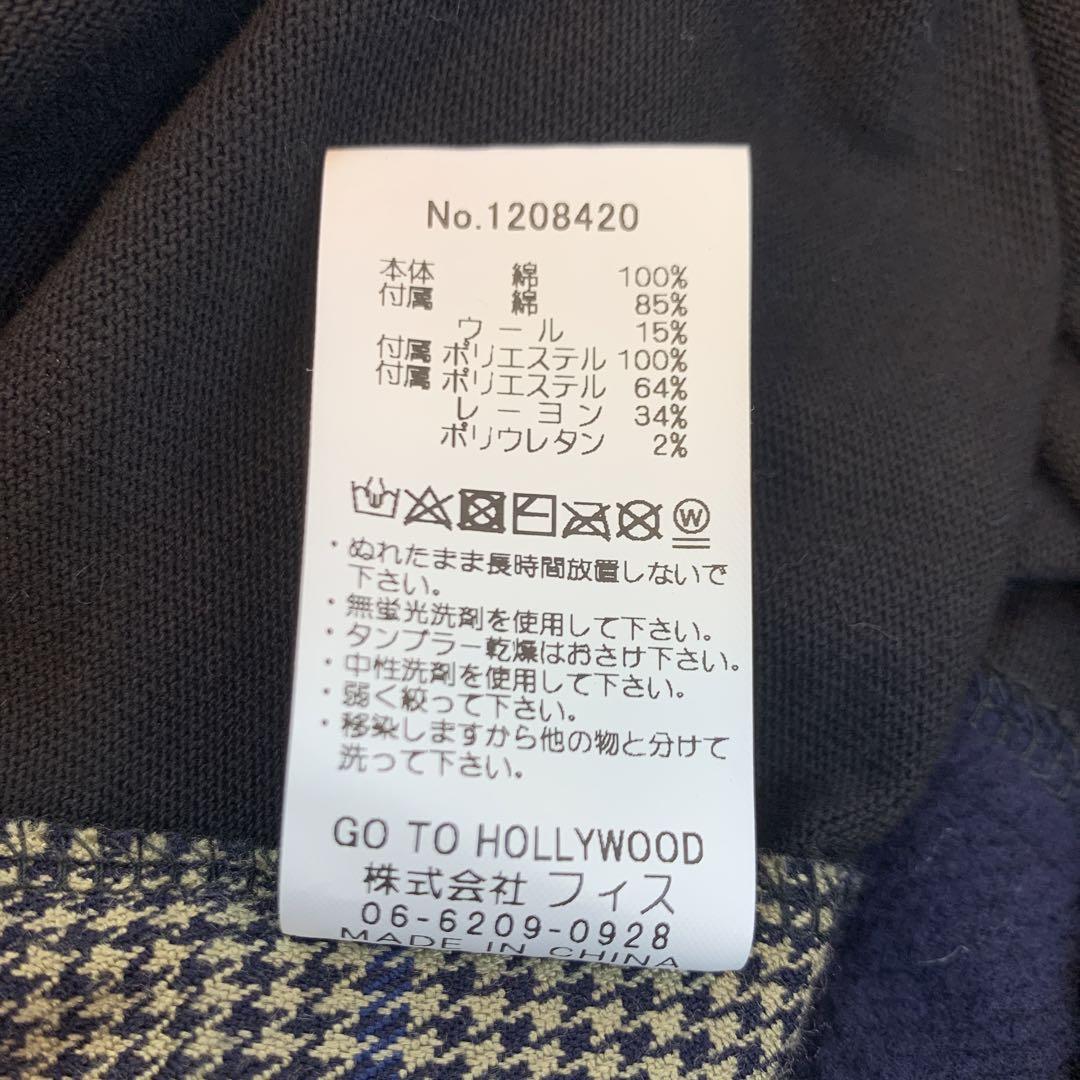 No.1208420
本体 綿 100%
付属 綿 85%
ウール 15%
付属 ポリエステル 100%
付属 ポリエステル 64%
レーヨン 34%
ポリウレタン 2%
W
・ぬれたまま長時間放置しないで
下さい。
・無蛍光洗剤を使用して下さい。
・タンブラー乾燥はおさけ下さい。
・中性洗剤を使用して下さい。
・弱く絞って下さい。
・移染しますから他の物と分けて
洗って下さい。
GO TO HOLLYWOOD
株式会社 フィス
06-6209-0928
MADE IN CHINA